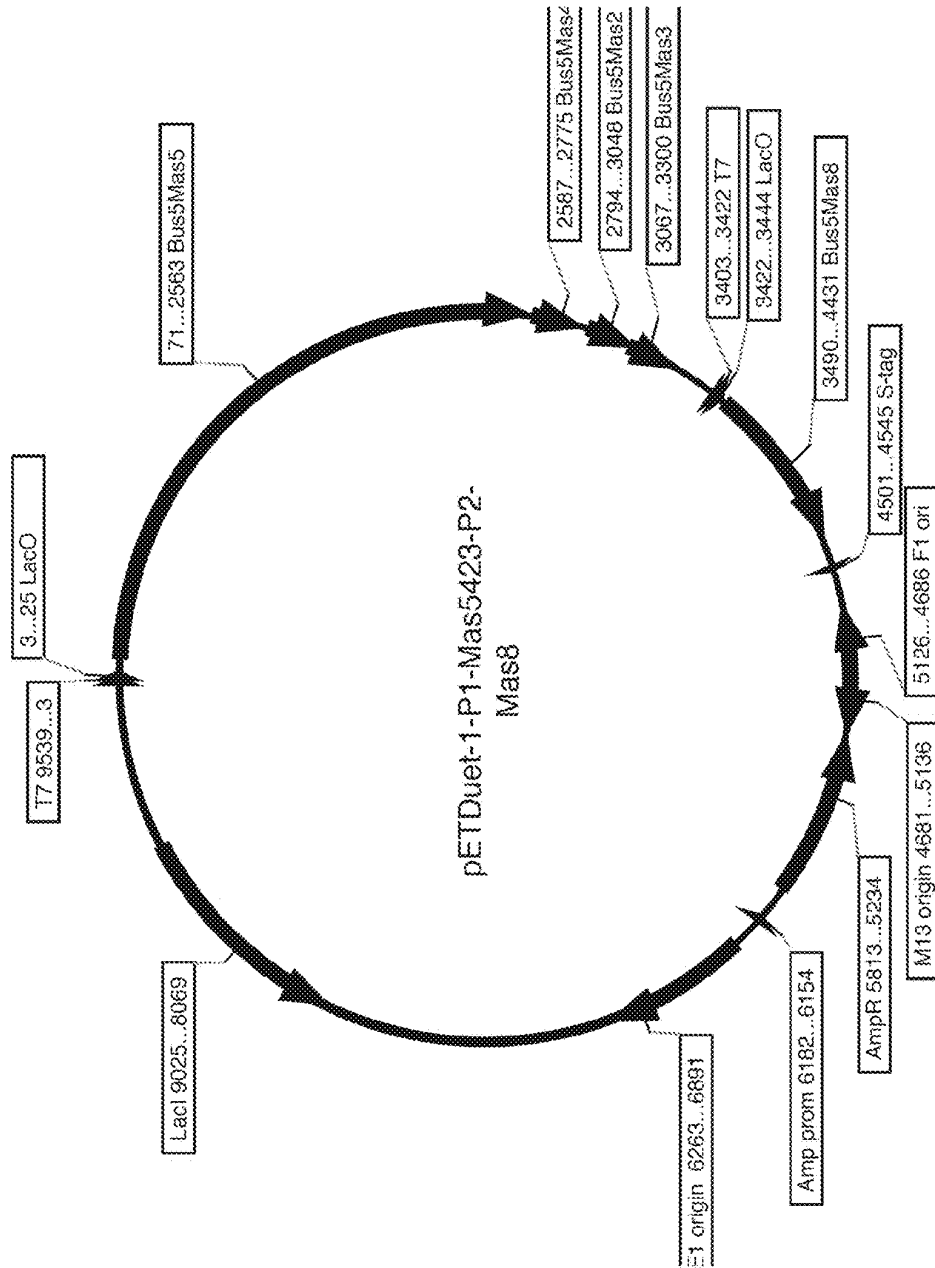 T7 9539...3
3...25 LacO
71...2563 Bus5Mas5
2587...2775 Bus5Mas4
2794...3048 Bus5Mas2
3067...3300 Bus5Mas3
3403...3422 T7
3422...3444 LacO
3490...4431 Bus5Mas8
4501...4545 S-tag
5126...4686 F1 ori
M13 origin 4681...5136
AmpR 5813...5234
Amp prom 6182...6154
E1 origin 6263...6891
LacI 9025...8069
pETDuet-1-P1-Mas5423-P2-
Mas8